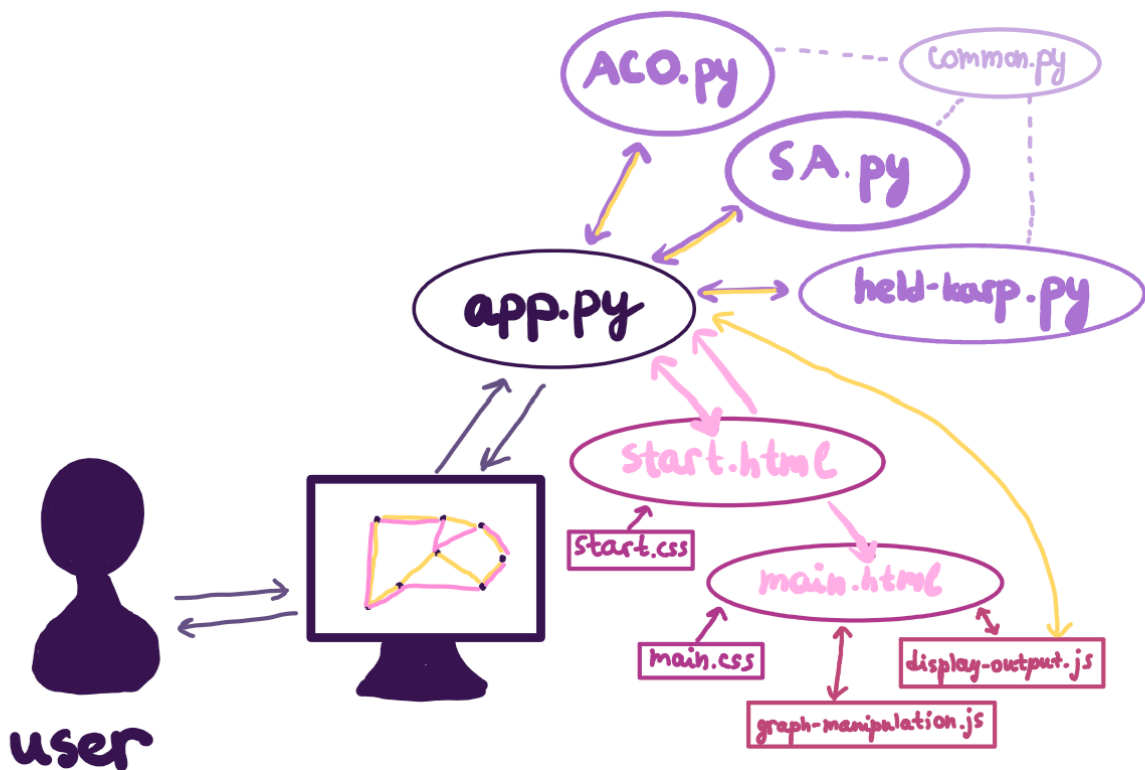 ACO.py
common.py
SA.py
held-karp.py
app.py
start.html
start.css
main.html
main.css
display-output.js
graph-manipulation.js
user